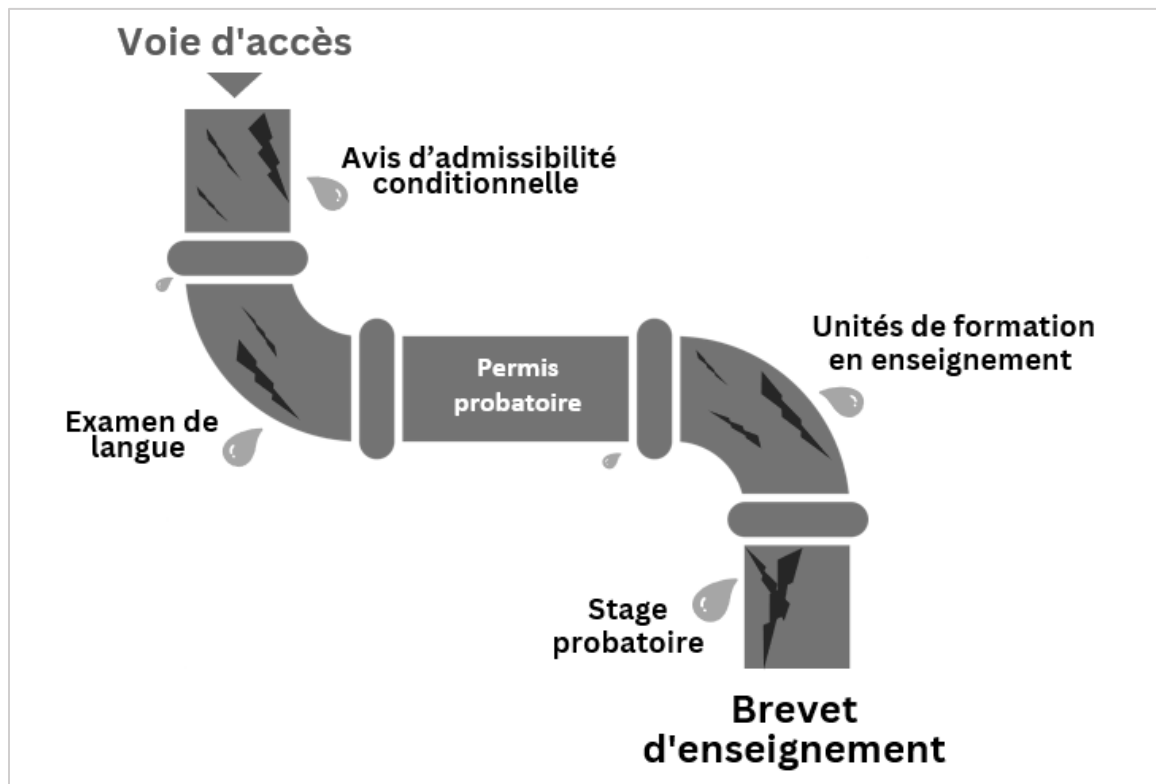 Voie d'accès
Avis d’admissibilité
conditionnelle
Examen de
langue
Permis
probatoire
Unités de formation
en enseignement
Stage
probatoire
Brevet
d'enseignement